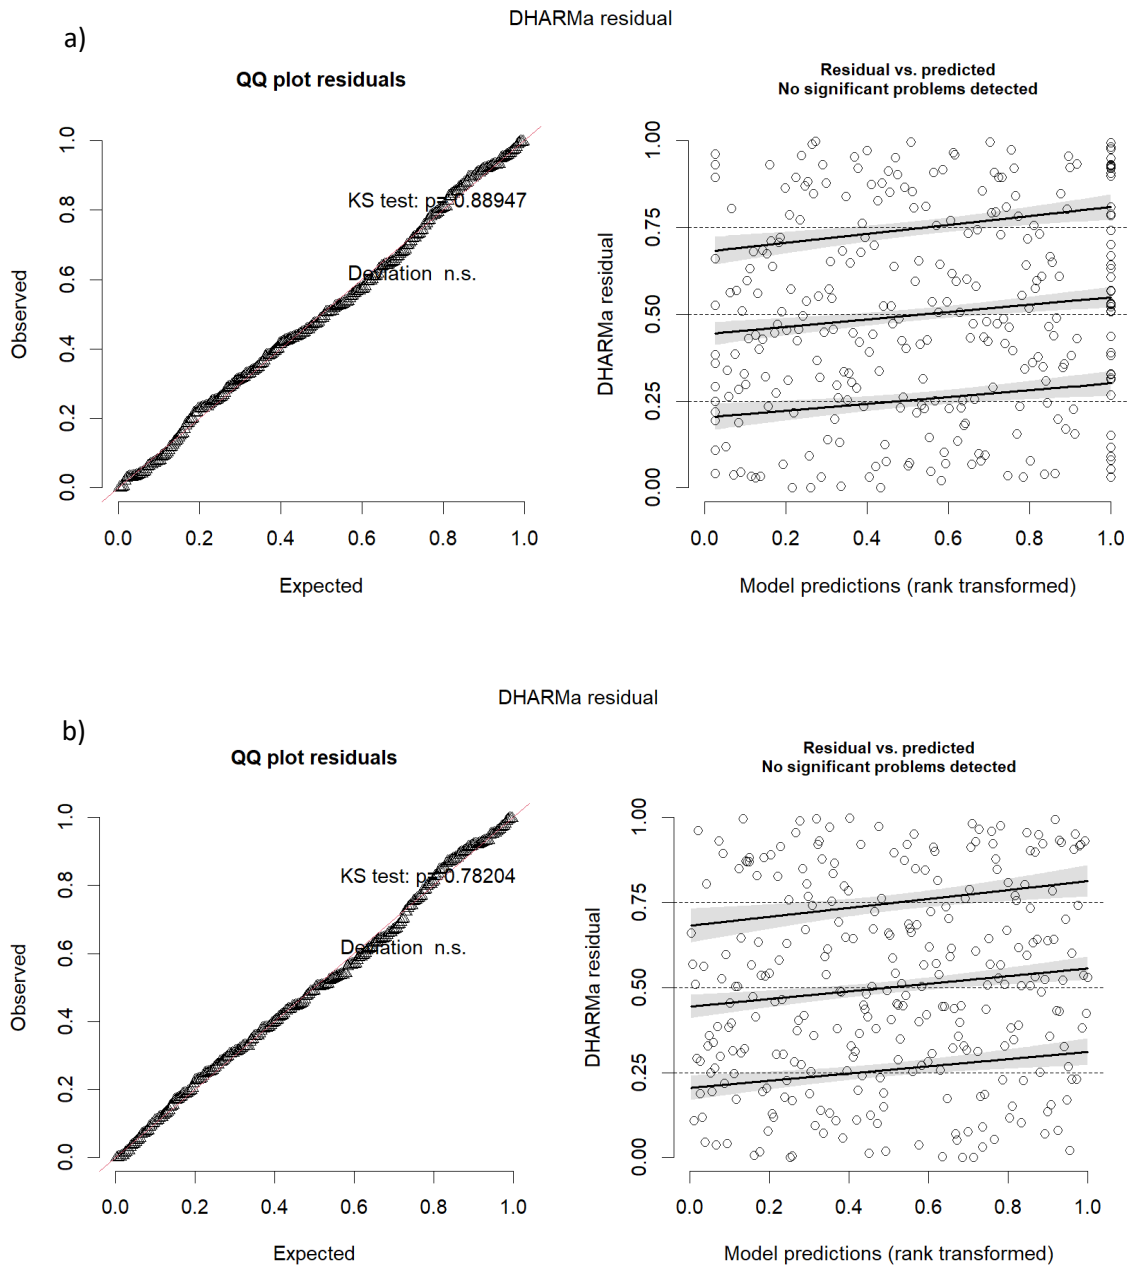 DHARMa residual
a)
QQ plot residuals
Residual vs. predicted
No significant problems detected
Observed
0.0 0.2 0.4 0.6 0.8 1.0
KS test: p= 0.88947
Deviation n.s.
0.0 0.2 0.4 0.6 0.8 1.0
Expected
DHARMa residual
0.00 0.25 0.50 0.75 1.00
0.0 0.2 0.4 0.6 0.8 1.0
Model predictions (rank transformed)
DHARMa residual
b)
QQ plot residuals
Residual vs. predicted
No significant problems detected
Observed
0.0 0.2 0.4 0.6 0.8 1.0
KS test: p= 0.78204
Deviation n.s.
0.0 0.2 0.4 0.6 0.8 1.0
Expected
DHARMa residual
0.00 0.25 0.50 0.75 1.00
0.0 0.2 0.4 0.6 0.8 1.0
Model predictions (rank transformed)